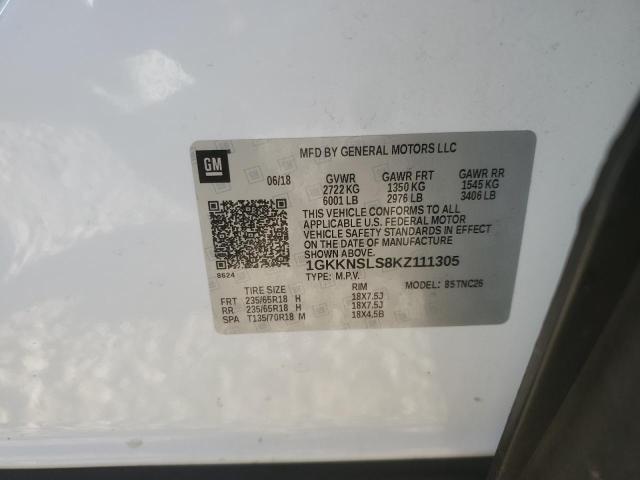 GM
MFD BY GENERAL MOTORS LLC
06/18 GVWR GAWR FRT GAWR RR
2722 KG 1350 KG 1545 KG
6001 LB 2976 LB 3406 LB
THIS VEHICLE CONFORMS TO ALL
APPLICABLE U.S. FEDERAL MOTOR
VEHICLE SAFETY STANDARDS IN EFFECT ON
THE DATE OF MANUFACTURE SHOWN ABOVE.
8624 1GKKNSLS8KZ111305
TYPE: M.P.V. MODEL: 85TNC26
TIRE SIZE RIM
FRT 235/65R18 H 18X7.5J
RR 235/65R18 H 18X7.5J
SPA T135/70R18 M 18X4.5B